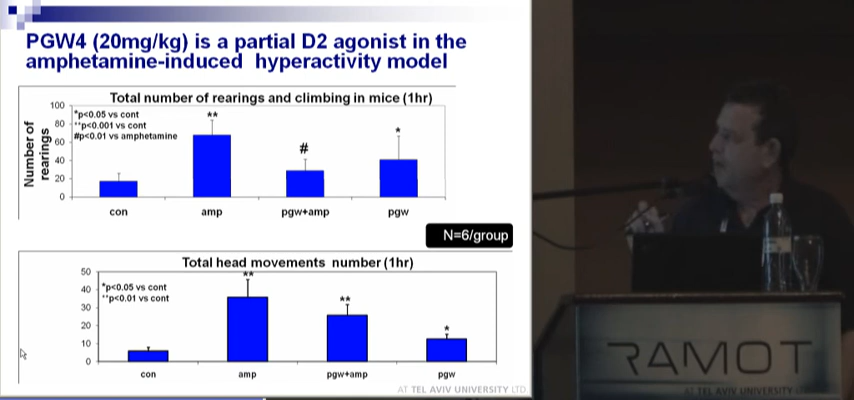 PGW4 (20mg/kg) is a partial D2 agonist in the
amphetamine-induced hyperactivity model
Total number of rearings and climbing in mice (1hr)
Number of
rearings
100
80
60
40
20
0
*p<0.05 vs cont
**p<0.001 vs cont
#p<0.01 vs amphetamine
**
#
*
con
amp
pgw+amp
pgw
N=6/group
Total head movements number (1hr)
50
40
30
20
10
0
*p<0.05 vs cont
**p<0.01 vs cont
**
**
*
con
amp
pgw+amp
pgw
AT TEL AVIV UNIVERSITY LTD
RAMOT
AT TEL AVIV UNIVERSITY